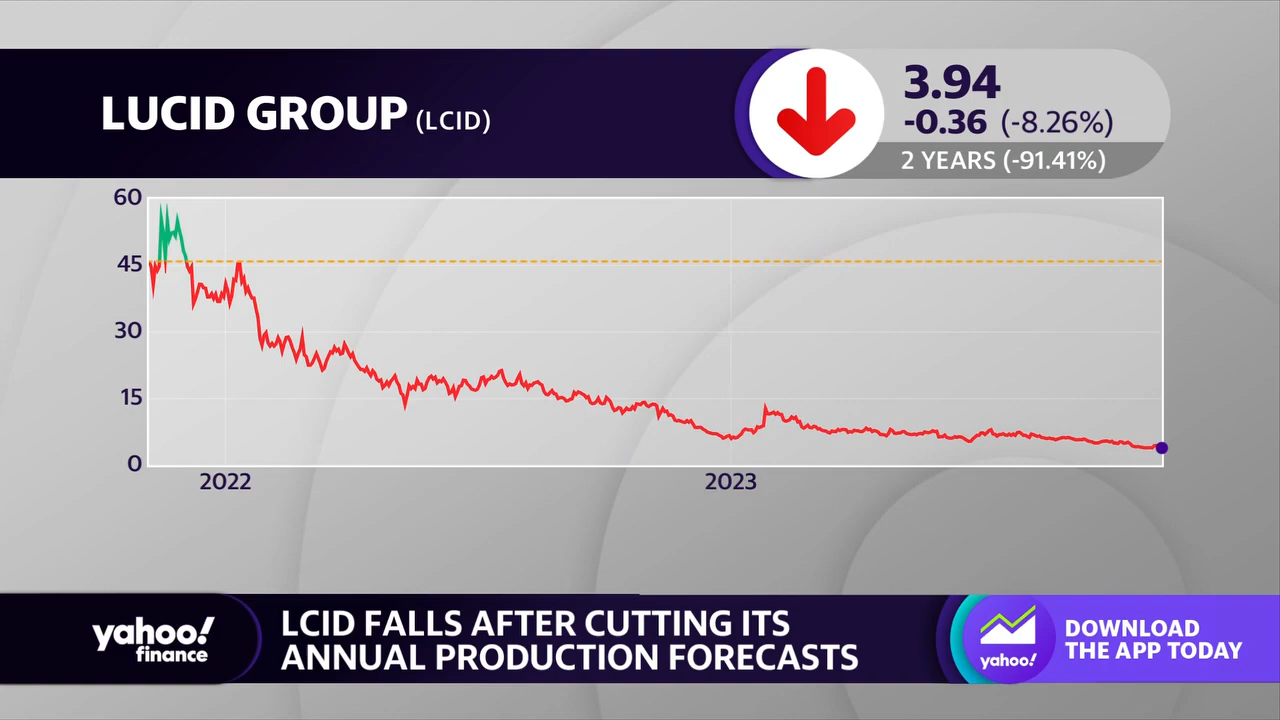 LUCID GROUP (LCID)
3.94
-0.36 (-8.26%)
2 YEARS (-91.41%)
60
45
30
15
0
2022
2023
yahoo!
finance
LCID FALLS AFTER CUTTING ITS
ANNUAL PRODUCTION FORECASTS
yahoo!
DOWNLOAD
THE APP TODAY